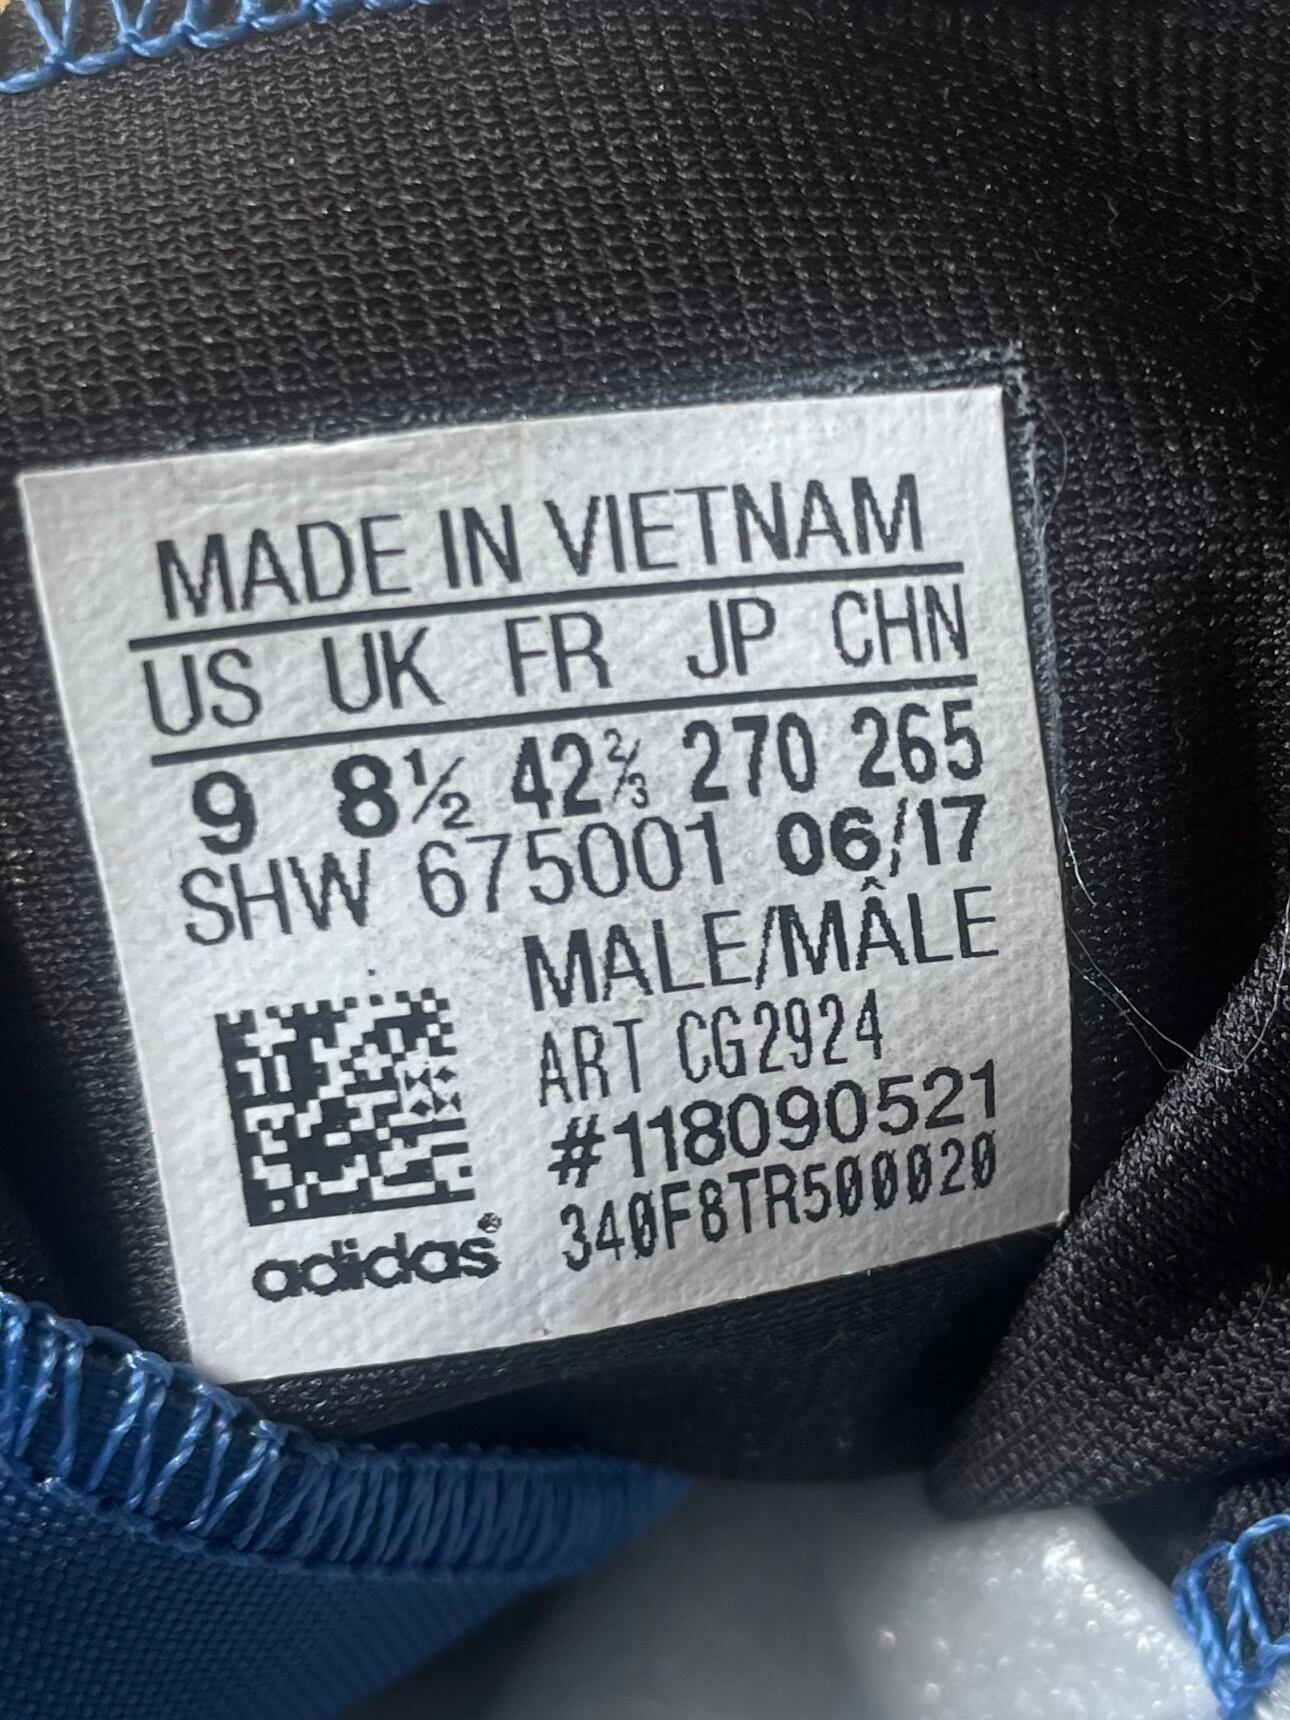 MADE IN VIETNAM
US UK FR JP CHN
9 8½ 42⅔ 270 265
SHW 675001 06/17
MALE/MÂLE
ART CG2924
#118090521
340F8TR500020
adidas®